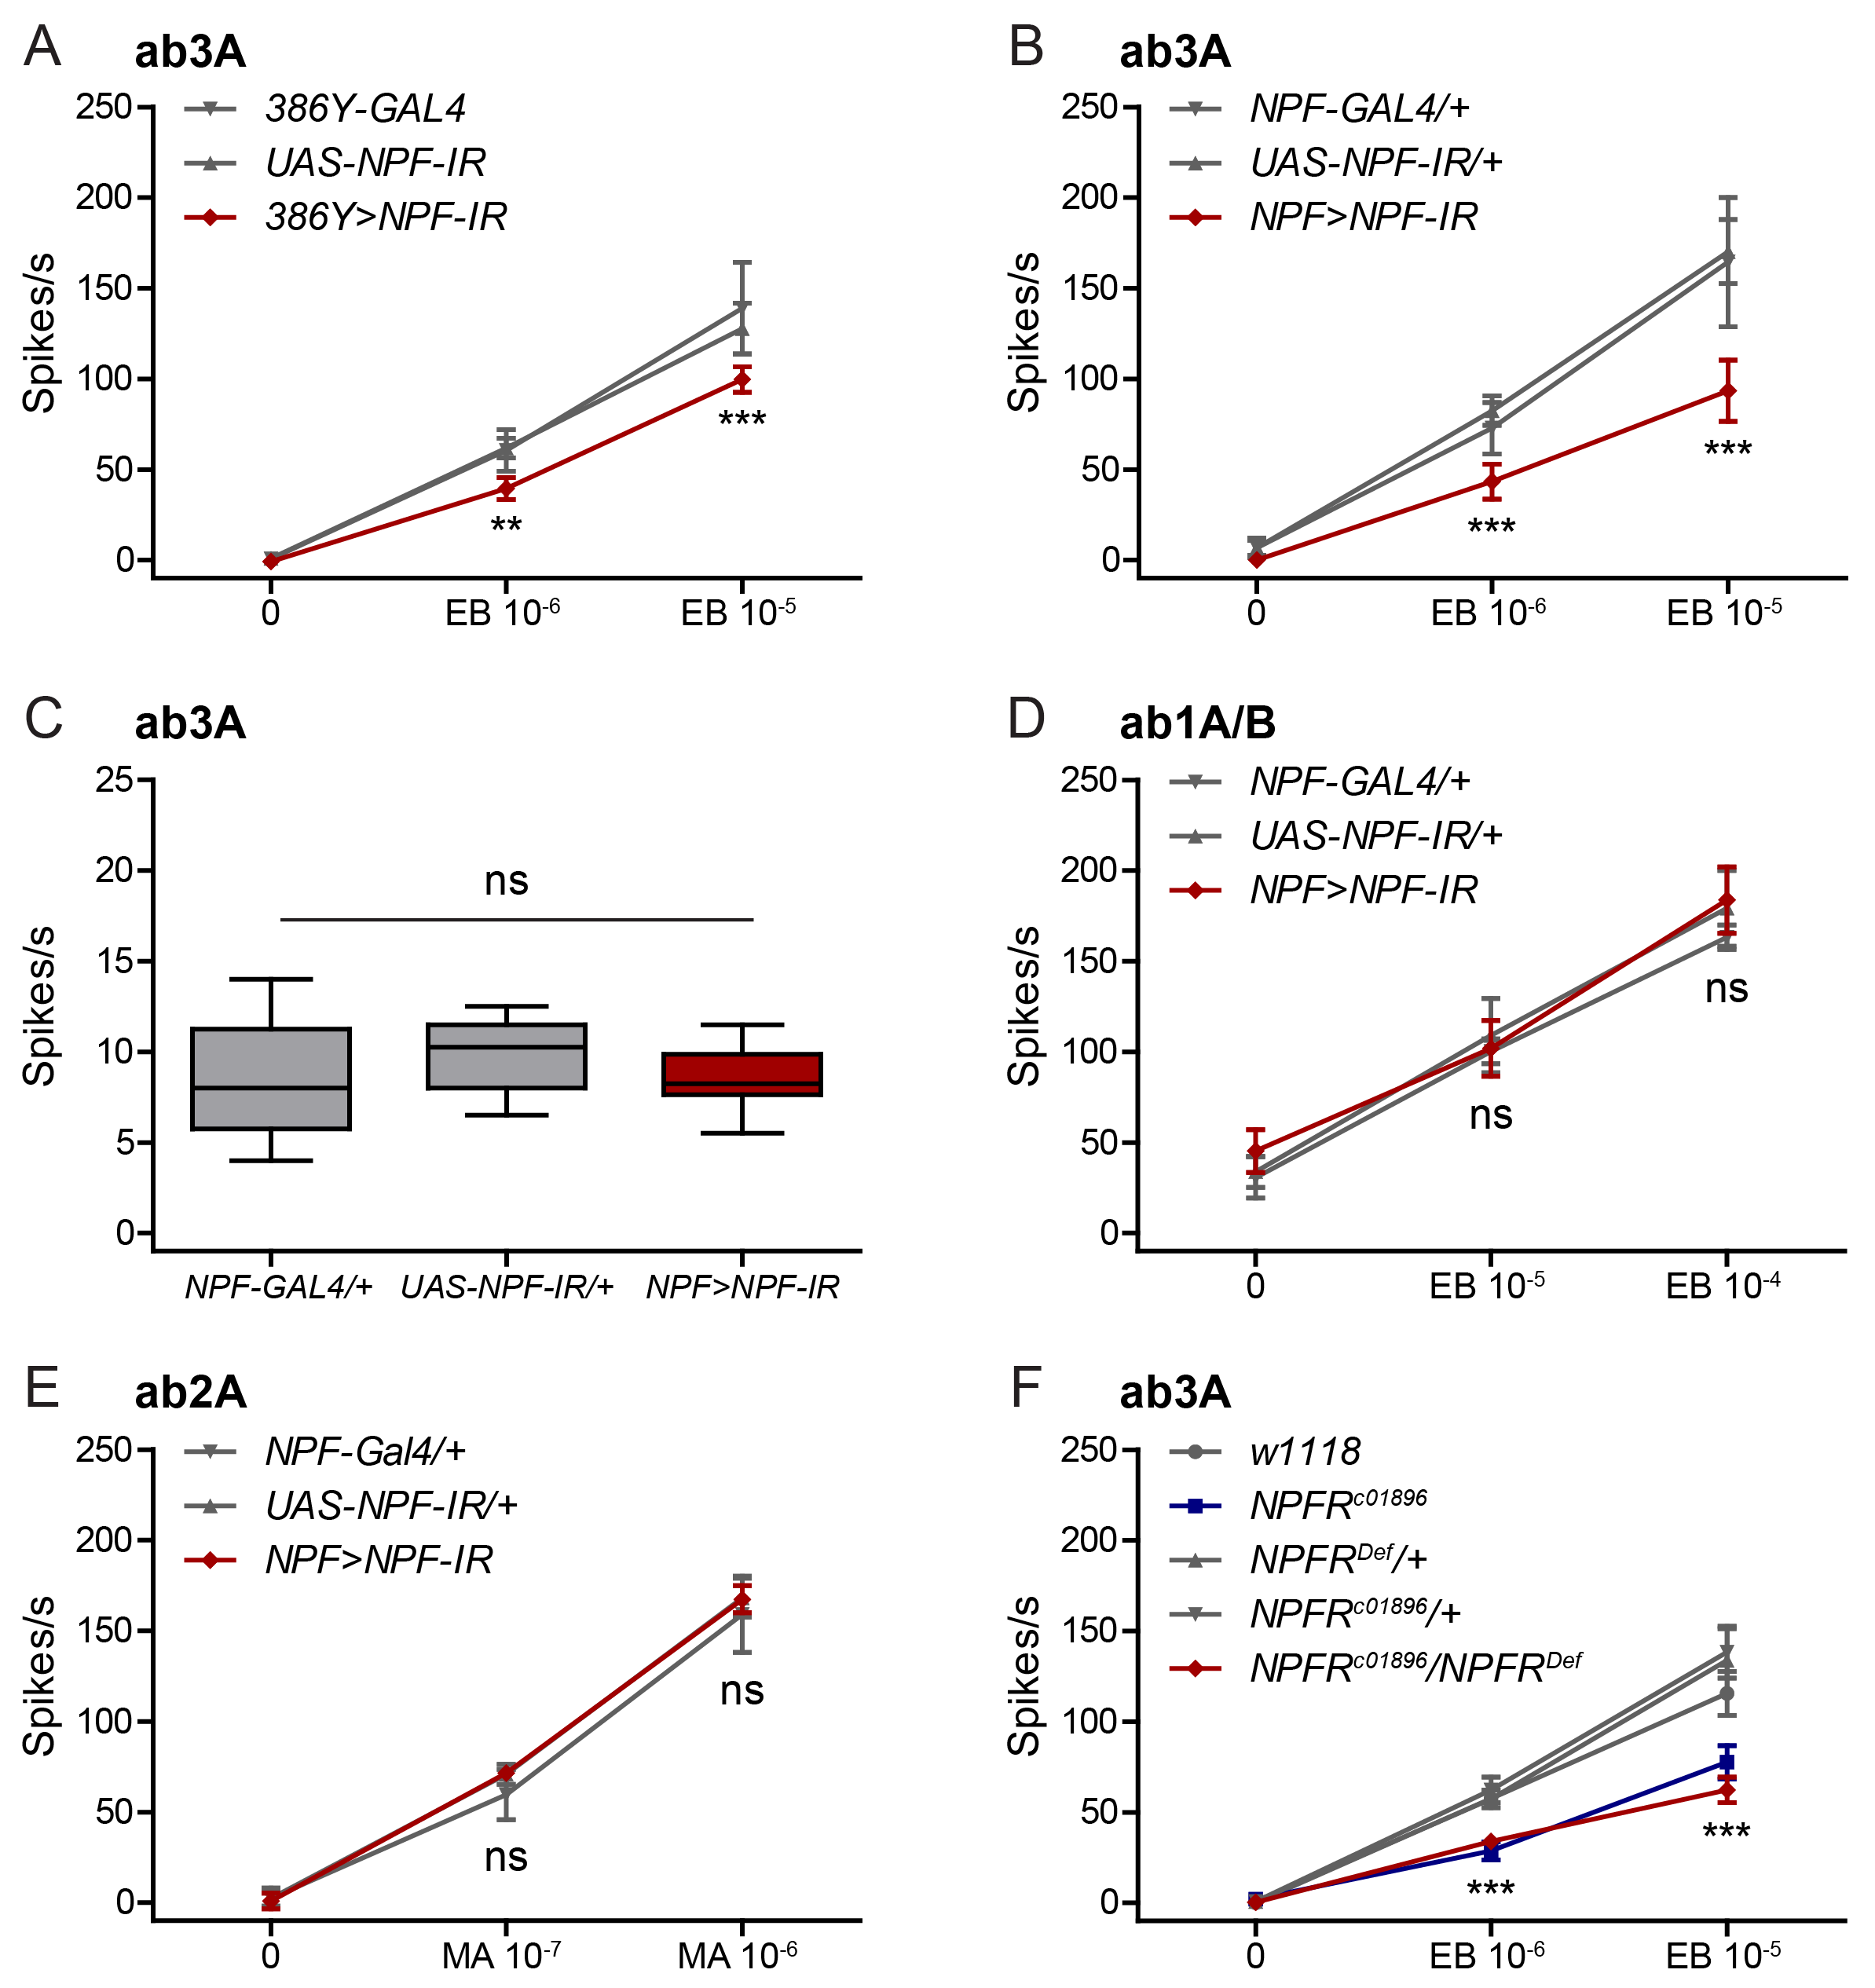 A ab3A
250
200
150
100
50
0
Spikes/s
386Y-GAL4
UAS-NPF-IR
386Y>NPF-IR
**
***
0 EB 10-6 EB 10-5
B ab3A
250
200
150
100
50
0
Spikes/s
NPF-GAL4/+
UAS-NPF-IR/+
NPF>NPF-IR
***
***
0 EB 10-6 EB 10-5
C ab3A
25
20
15
10
5
0
Spikes/s
ns
NPF-GAL4/+ UAS-NPF-IR/+ NPF>NPF-IR
D ab1A/B
250
200
150
100
50
0
Spikes/s
NPF-GAL4/+
UAS-NPF-IR/+
NPF>NPF-IR
ns
ns
0 EB 10-5 EB 10-4
E ab2A
250
200
150
100
50
0
Spikes/s
NPF-Gal4/+
UAS-NPF-IR/+
NPF>NPF-IR
ns
ns
0 MA 10-7 MA 10-6
F ab3A
250
200
150
100
50
0
Spikes/s
w1118
NPFRc01896
NPFRDef/+
NPFRc01896/+
NPFRc01896/NPFRDef
***
***
0 EB 10-6 EB 10-5